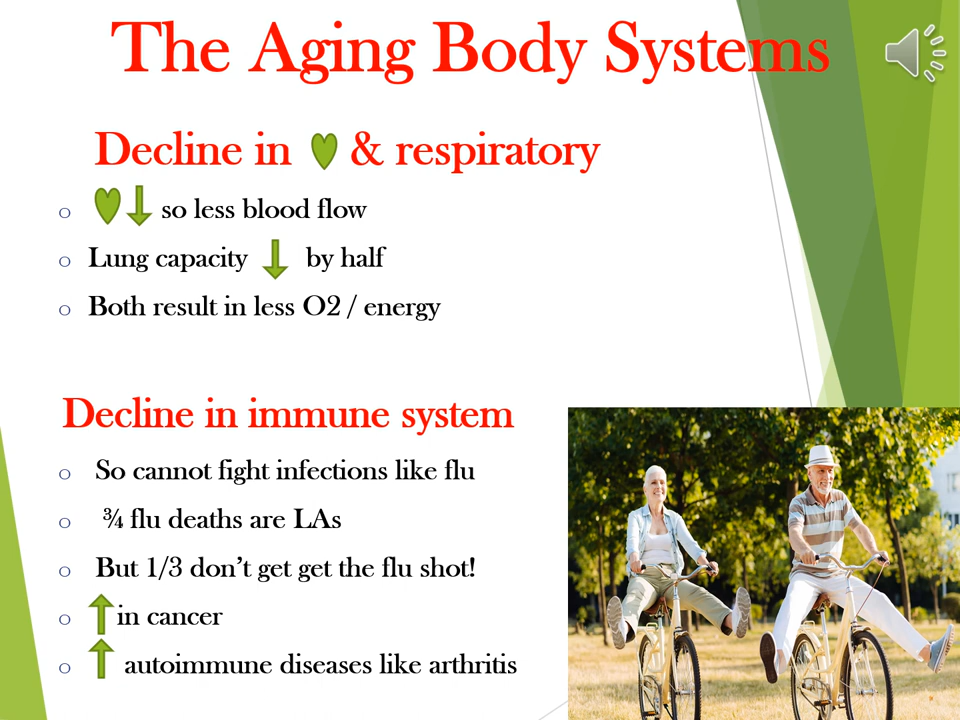 The Aging Body Systems
Decline in & respiratory
so less blood flow
Lung capacity by half
Both result in less O2 / energy
Decline in immune system
So cannot fight infections like flu
¾ flu deaths are LAs
But 1/3 don't get get the flu shot!
in cancer
autoimmune diseases like arthritis